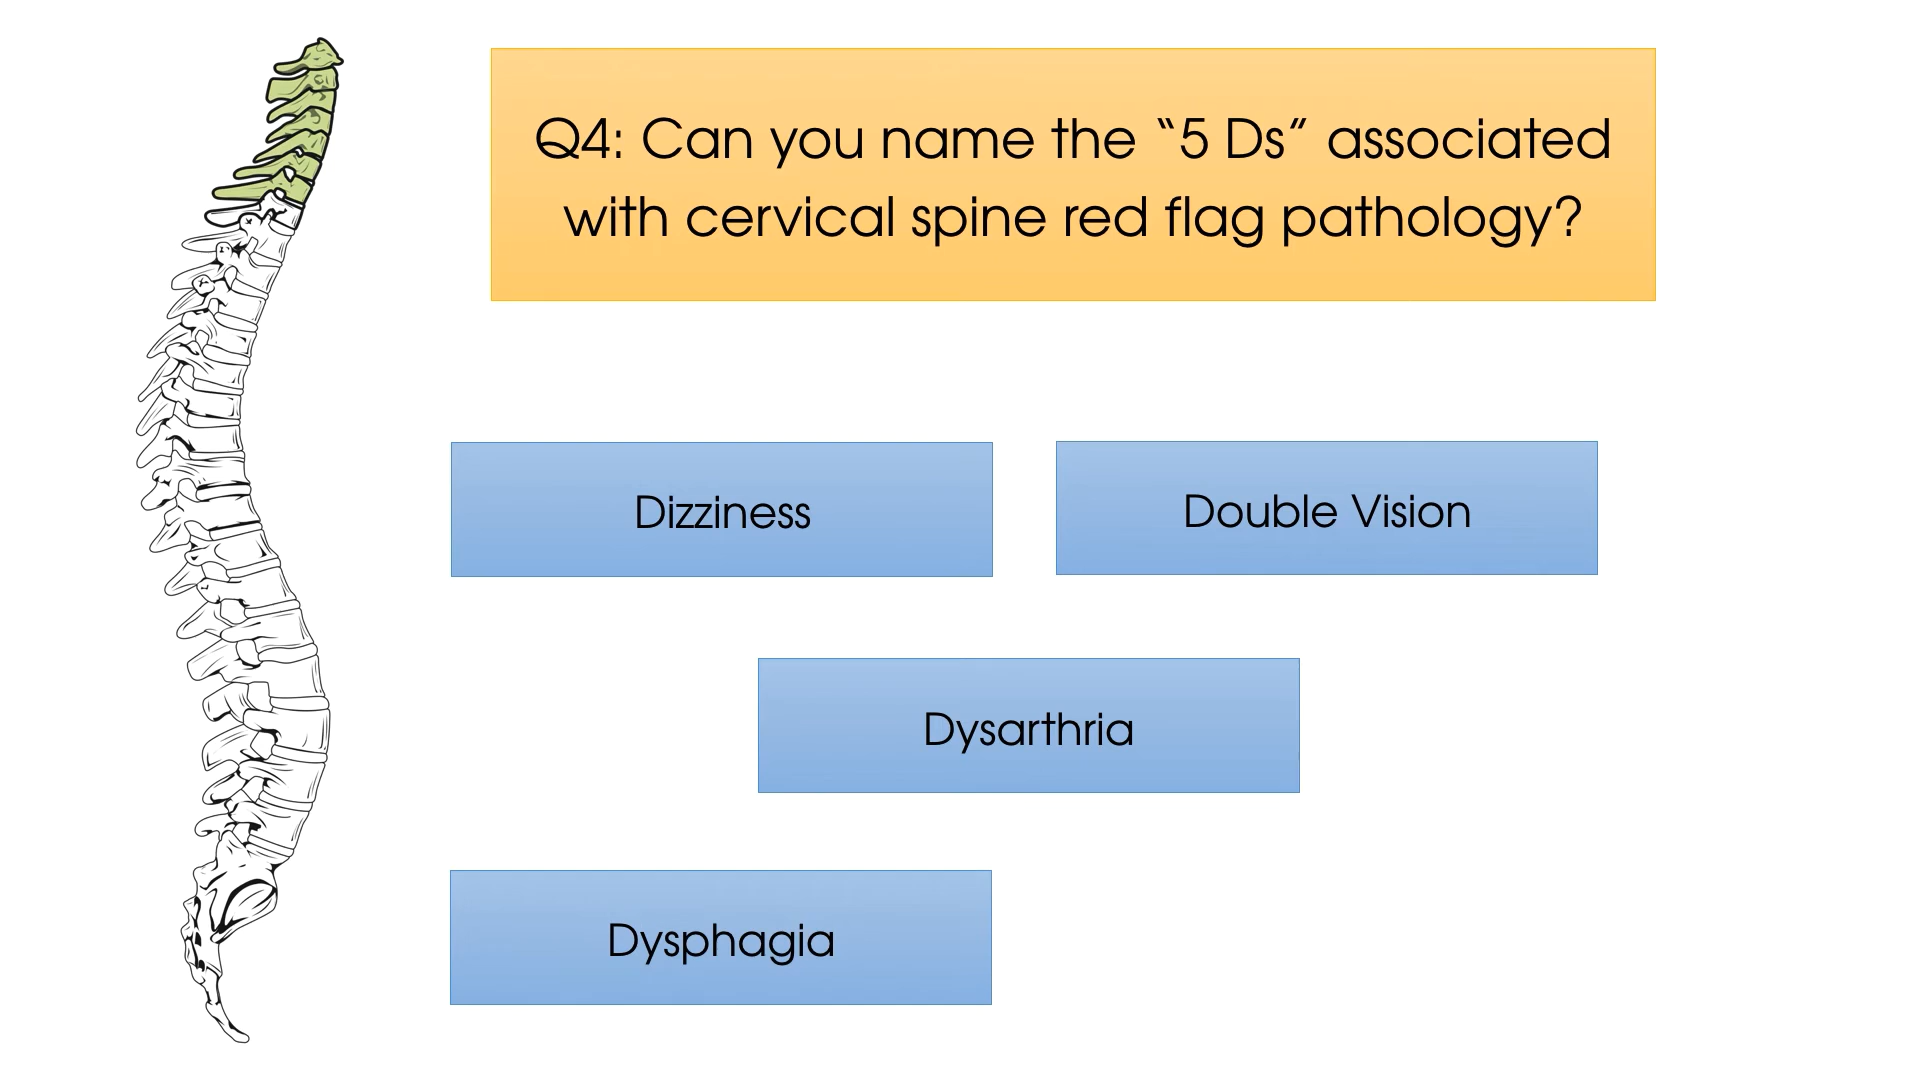 Q4: Can you name the “5 Ds” associated
with cervical spine red flag pathology?
Dizziness
Double Vision
Dysarthria
Dysphagia